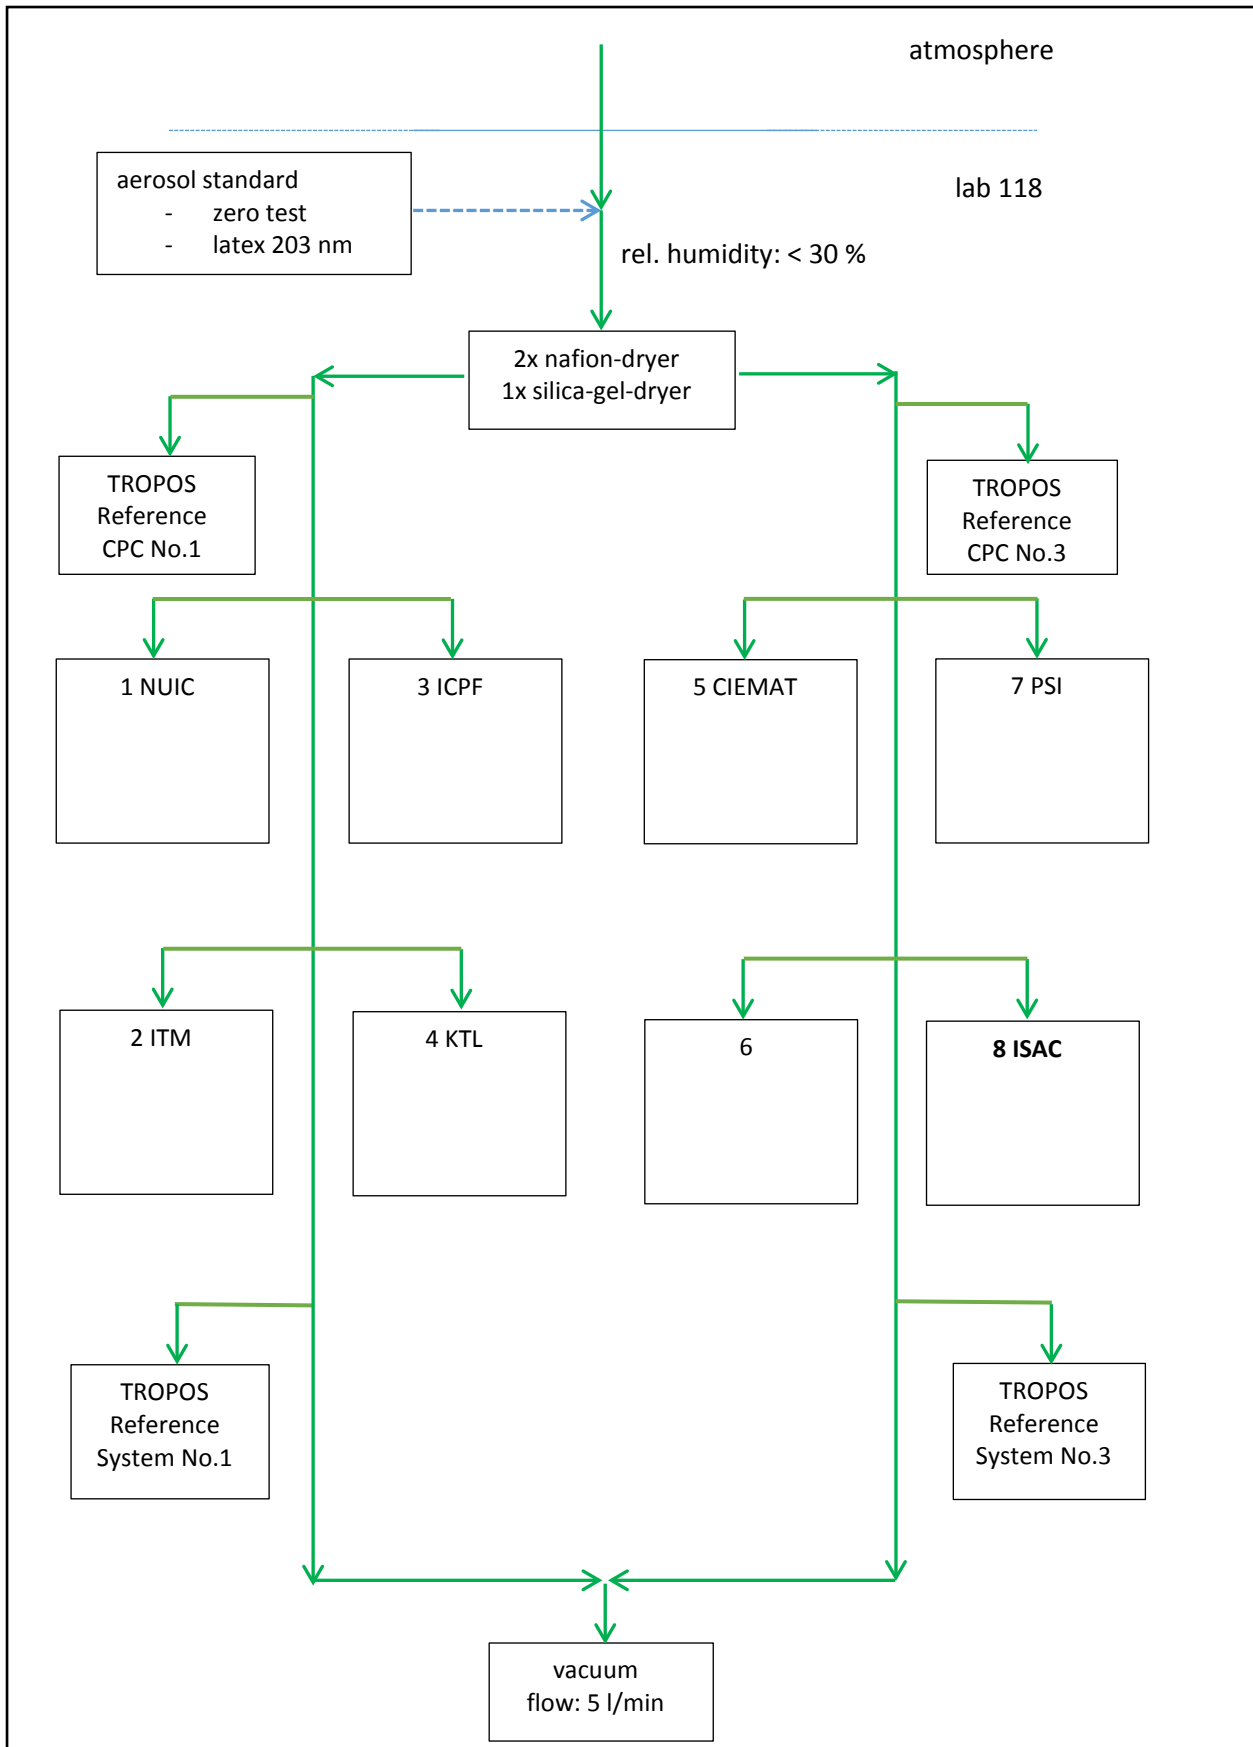 atmosphere
lab 118
aerosol standard
- zero test
- latex 203 nm
rel. humidity: < 30 %
2x nafion-dryer
1x silica-gel-dryer
TROPOS
Reference
CPC No.1
TROPOS
Reference
CPC No.3
1 NUIC
3 ICPF
5 CIEMAT
7 PSI
2 ITM
4 KTL
6
8 ISAC
TROPOS
Reference
System No.1
TROPOS
Reference
System No.3
vacuum
flow: 5 l/min